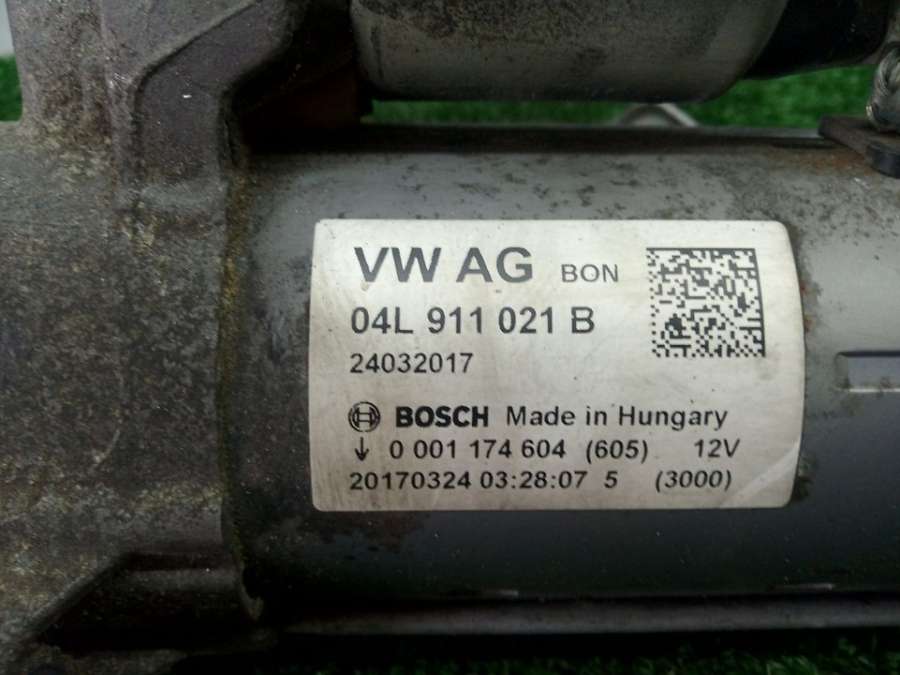 VW AG BON
04L 911 021 B
24032017
BOSCH Made in Hungary
↓ 0 001 174 604 (605) 12V
20170324 03:28:07 5 (3000)